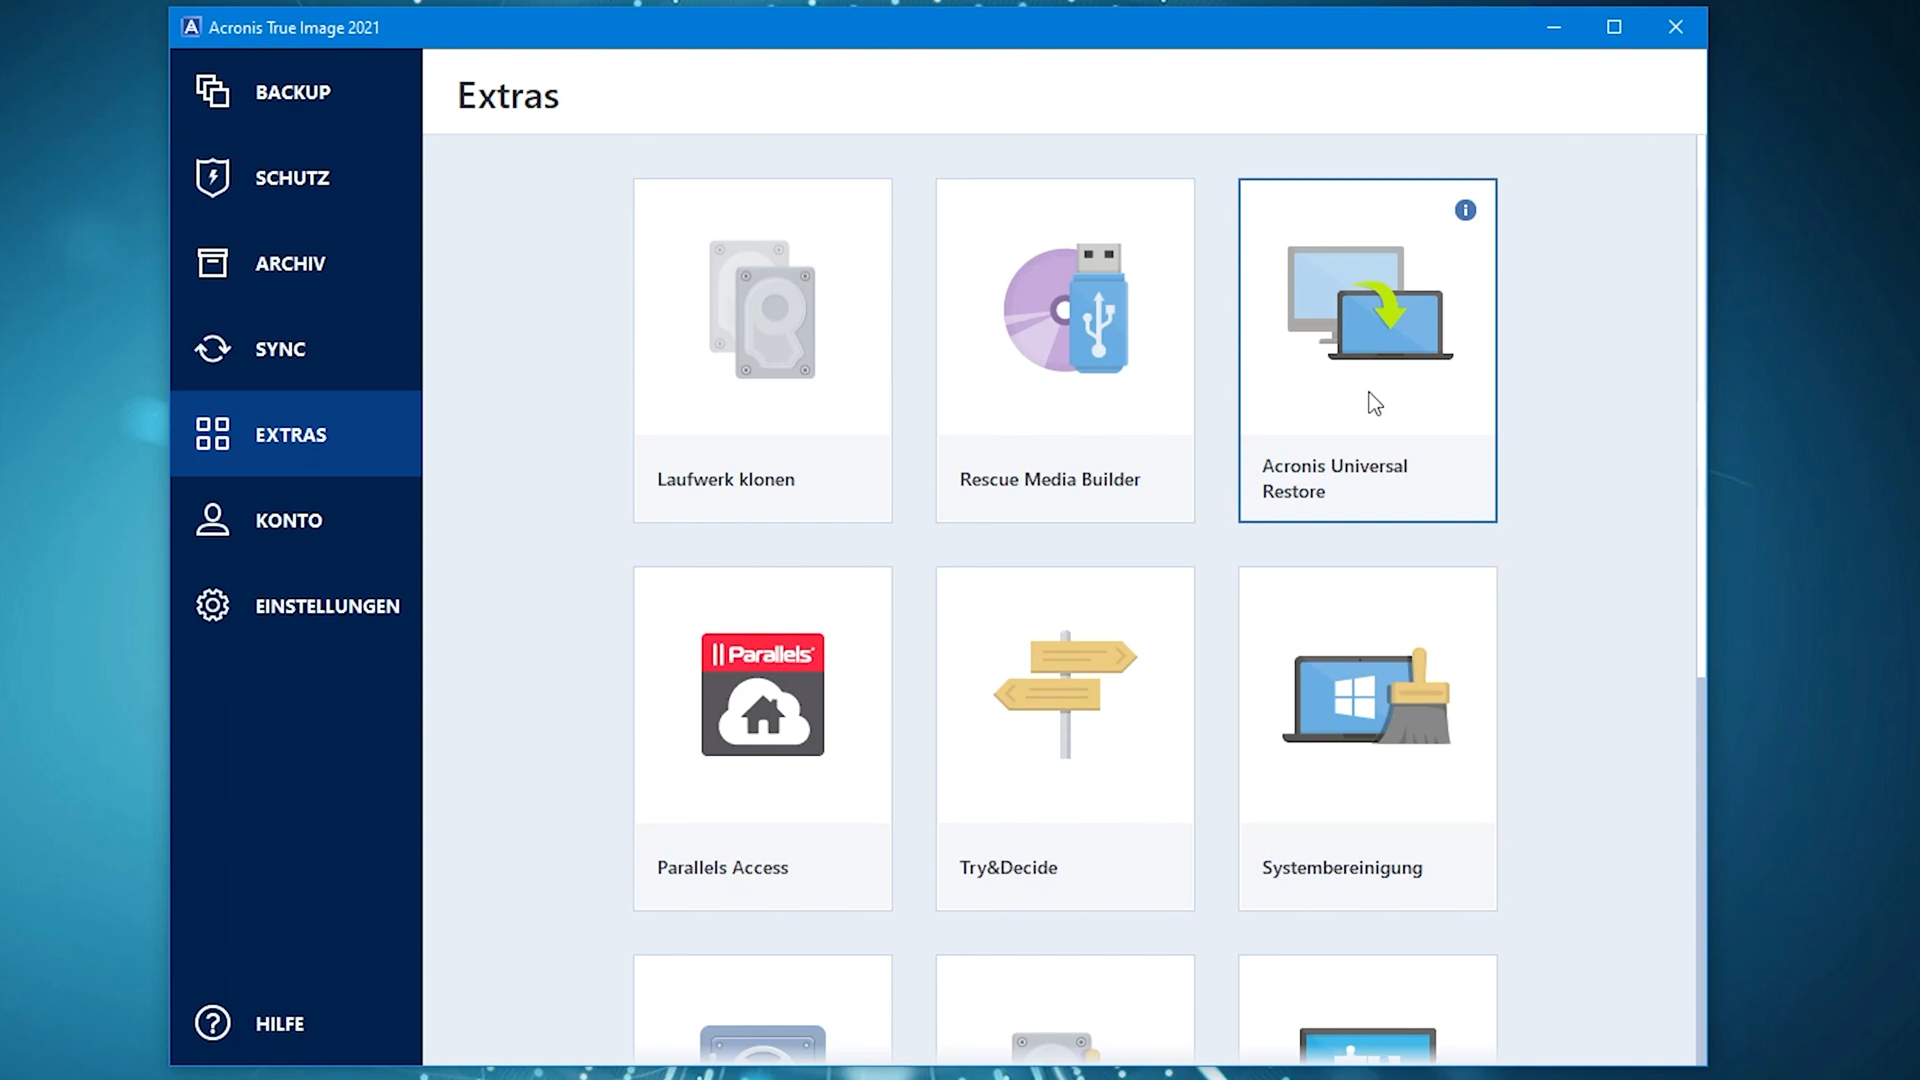 Acronis True Image 2021
BACKUP
SCHUTZ
ARCHIV
SYNC
EXTRAS
KONTO
EINSTELLUNGEN
HILFE
Extras
Laufwerk klonen
Rescue Media Builder
Acronis Universal
Restore
Parallels
Parallels Access
Try&Decide
Systembereinigung